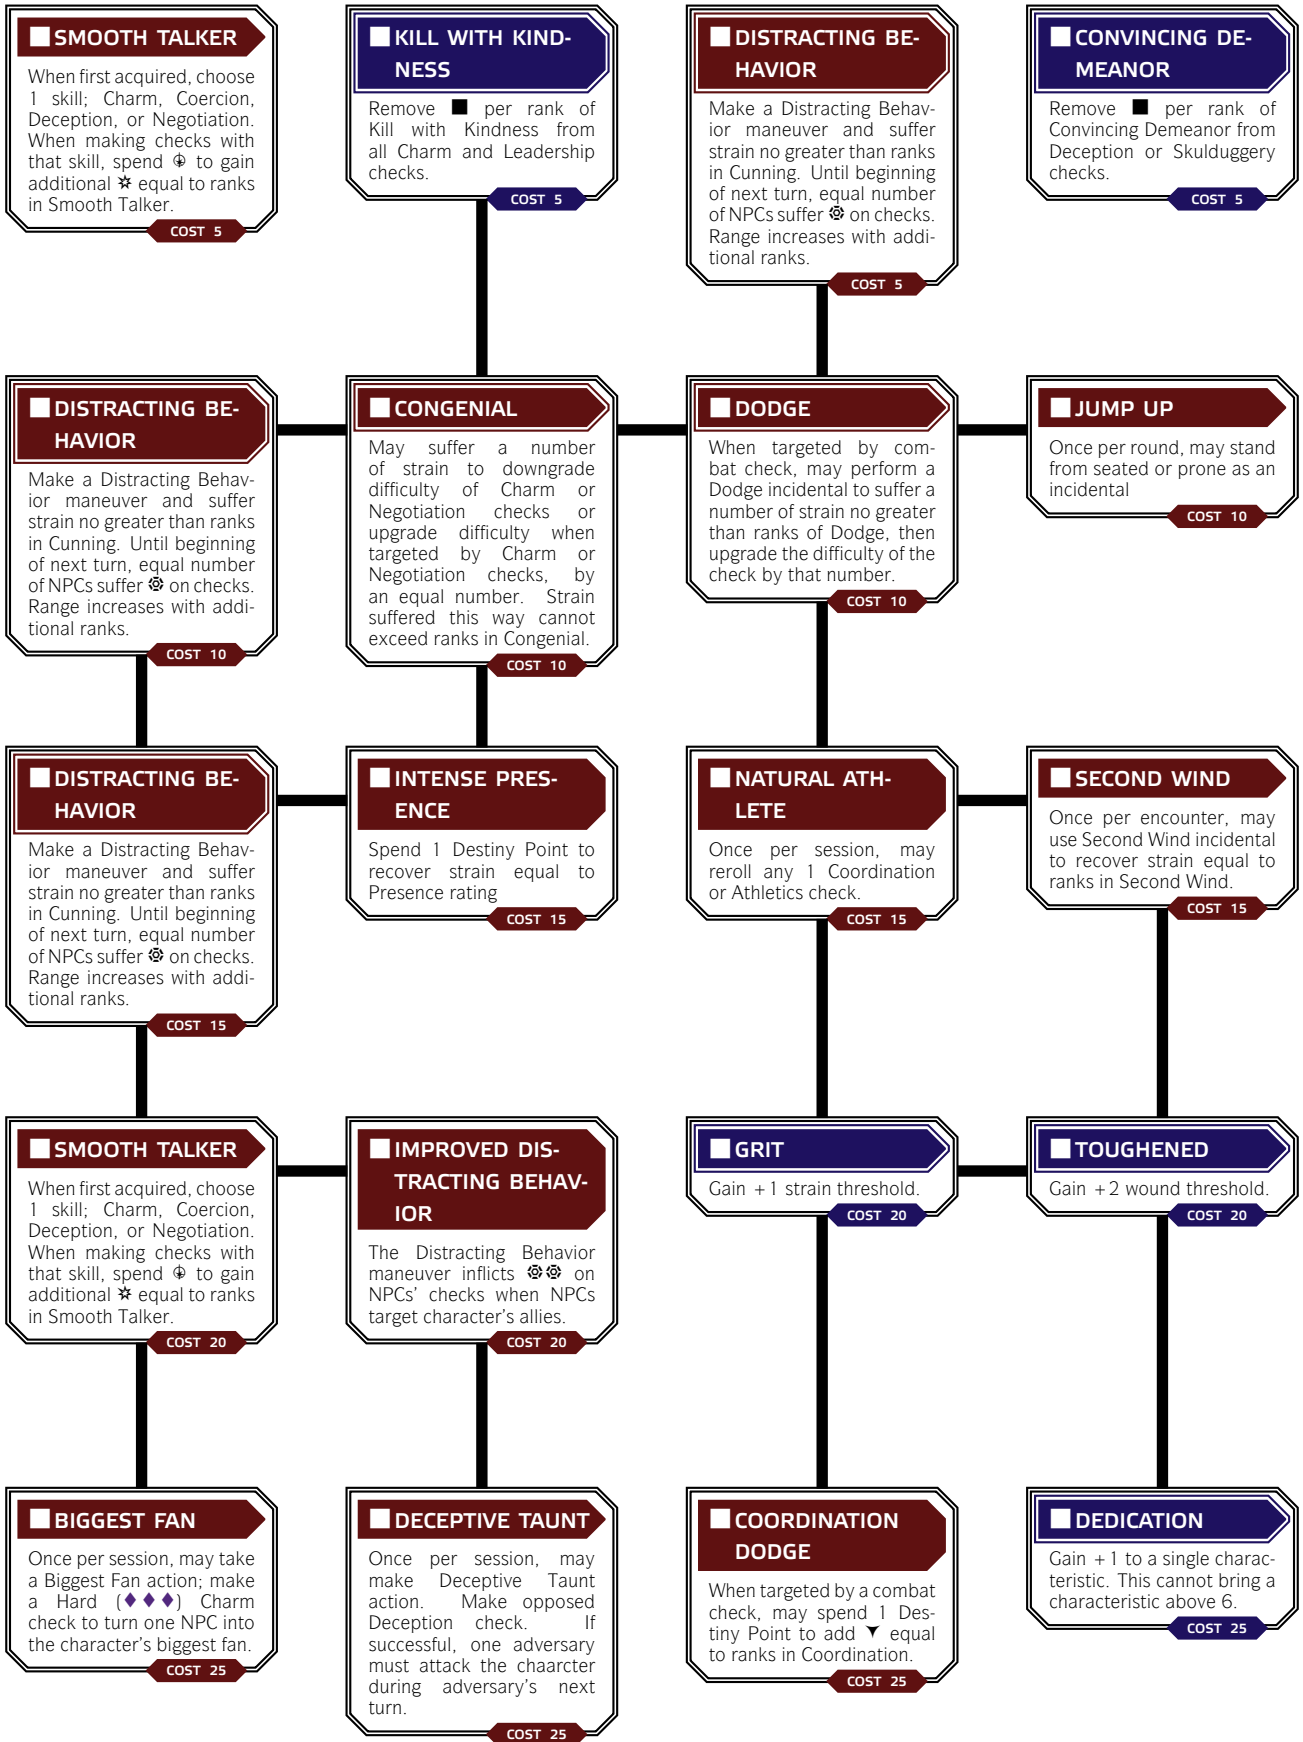 SMOOTH TALKER
When first acquired, choose
1 skill; Charm, Coercion,
Deception, or Negotiation.
When making checks with
that skill, spend to gain
additional equal to ranks
in Smooth Talker.
COST 5
KILL WITH KIND-
NESS
Remove ■ per rank of
Kill with Kindness from
all Charm and Leadership
checks.
COST 5
DISTRACTING BE-
HAVIOR
Make a Distracting Behav-
ior maneuver and suffer
strain no greater than ranks
in Cunning. Until beginning
of next turn, equal number
of NPCs suffer on checks.
Range increases with addi-
tional ranks.
COST 5
CONVINCING DE-
MEANOR
Remove ■ per rank of
Convincing Demeanor from
Deception or Skulduggery
checks.
COST 5
DISTRACTING BE-
HAVIOR
Make a Distracting Behav-
ior maneuver and suffer
strain no greater than ranks
in Cunning. Until beginning
of next turn, equal number
of NPCs suffer on checks.
Range increases with addi-
tional ranks.
COST 10
CONGENIAL
May suffer a number
of strain to downgrade
difficulty of Charm or
Negotiation checks or
upgrade difficulty when
targeted by Charm or
Negotiation checks, by
an equal number. Strain
suffered this way cannot
exceed ranks in Congenial.
COST 10
DODGE
When targeted by com-
bat check, may perform a
Dodge incidental to suffer a
number of strain no greater
than ranks of Dodge, then
upgrade the difficulty of the
check by that number.
COST 10
JUMP UP
Once per round, may stand
from seated or prone as an
incidental
COST 10
DISTRACTING BE-
HAVIOR
Make a Distracting Behav-
ior maneuver and suffer
strain no greater than ranks
in Cunning. Until beginning
of next turn, equal number
of NPCs suffer on checks.
Range increases with addi-
tional ranks.
COST 15
INTENSE PRES-
ENCE
Spend 1 Destiny Point to
recover strain equal to
Presence rating
COST 15
NATURAL ATH-
LETE
Once per session, may
reroll any 1 Coordination
or Athletics check.
COST 15
SECOND WIND
Once per encounter, may
use Second Wind incidental
to recover strain equal to
ranks in Second Wind.
COST 15
SMOOTH TALKER
When first acquired, choose
1 skill; Charm, Coercion,
Deception, or Negotiation.
When making checks with
that skill, spend to gain
additional equal to ranks
in Smooth Talker.
COST 20
IMPROVED DIS-
TRACTING BEHAV-
IOR
The Distracting Behavior
maneuver inflicts on
NPCs' checks when NPCs
target character's allies.
COST 20
GRIT
Gain +1 strain threshold.
COST 20
TOUGHENED
Gain +2 wound threshold.
COST 20
BIGGEST FAN
Once per session, may take
a Biggest Fan action; make
a Hard (♦♦♦) Charm
check to turn one NPC into
the character's biggest fan.
COST 25
DECEPTIVE TAUNT
Once per session, may
make Deceptive Taunt
action. Make opposed
Deception check. If
successful, one adversary
must attack the chaarcter
during adversary's next
turn.
COST 25
COORDINATION
DODGE
When targeted by a combat
check, may spend 1 Des-
tiny Point to add equal
to ranks in Coordination.
COST 25
DEDICATION
Gain +1 to a single charac-
teristic. This cannot bring a
characteristic above 6.
COST 25